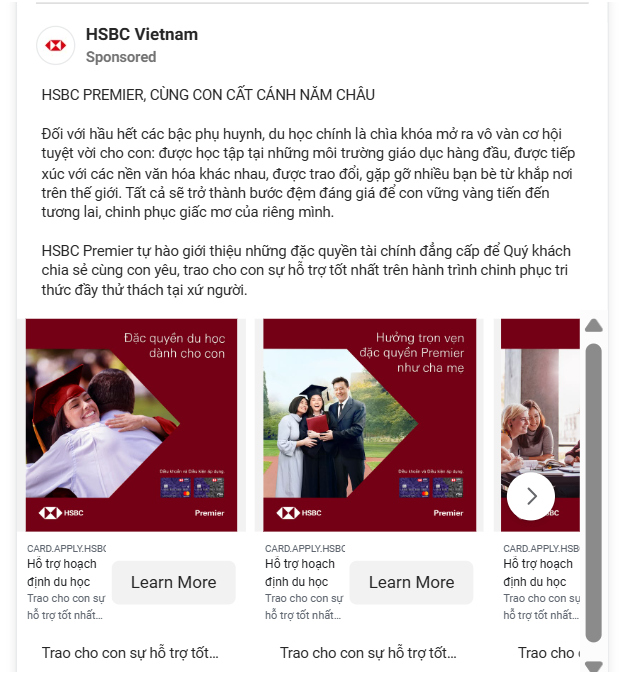 HSBC Vietnam
Sponsored
HSBC PREMIER, CÙNG CON CẤT CÁNH NĂM CHÂU
Đối với hầu hết các bậc phụ huynh, du học chính là chìa khóa mở ra vô vàn cơ hội
tuyệt vời cho con: được học tập tại những môi trường giáo dục hàng đầu, được tiếp
xúc với các nền văn hóa khác nhau, được trao đổi, gặp gỡ nhiều bạn bè từ khắp nơi
trên thế giới. Tất cả sẽ trở thành bước đệm đáng giá để con vững vàng tiến đến
tương lai, chinh phục giấc mơ của riêng mình.
HSBC Premier tự hào giới thiệu những đặc quyền tài chính đẳng cấp để Quý khách
chia sẻ cùng con yêu, trao cho con sự hỗ trợ tốt nhất trên hành trình chinh phục tri
thức đầy thử thách tại xứ người.
Đặc quyền du học
dành cho con
Điều khoản và Điều kiện áp dụng.
HSBC
Premier
CARD.APPLY.HSBC
Hỗ trợ hoạch
định du học
Trao cho con sự
hỗ trợ tốt nhất...
Learn More
Trao cho con sự hỗ trợ tốt...
Hưởng trọn vẹn
đặc quyền Premier
như cha mẹ
Điều khoản và Điều kiện áp dụng.
HSBC
Premier
CARD.APPLY.HSBC
Hỗ trợ hoạch
định du học
Trao cho con sự
hỗ trợ tốt nhất...
Learn More
Trao cho con sự hỗ trợ tốt...
BC
CARD.APPLY.HSB
Hỗ trợ hoạch
định du học
Trao cho con sự
hỗ trợ tốt nhất...
Trao cho